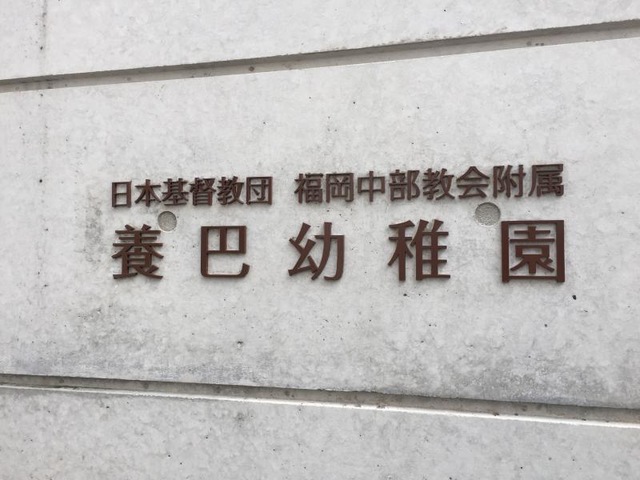 日本基督教団 福岡中部教会附属
養巴幼稚園